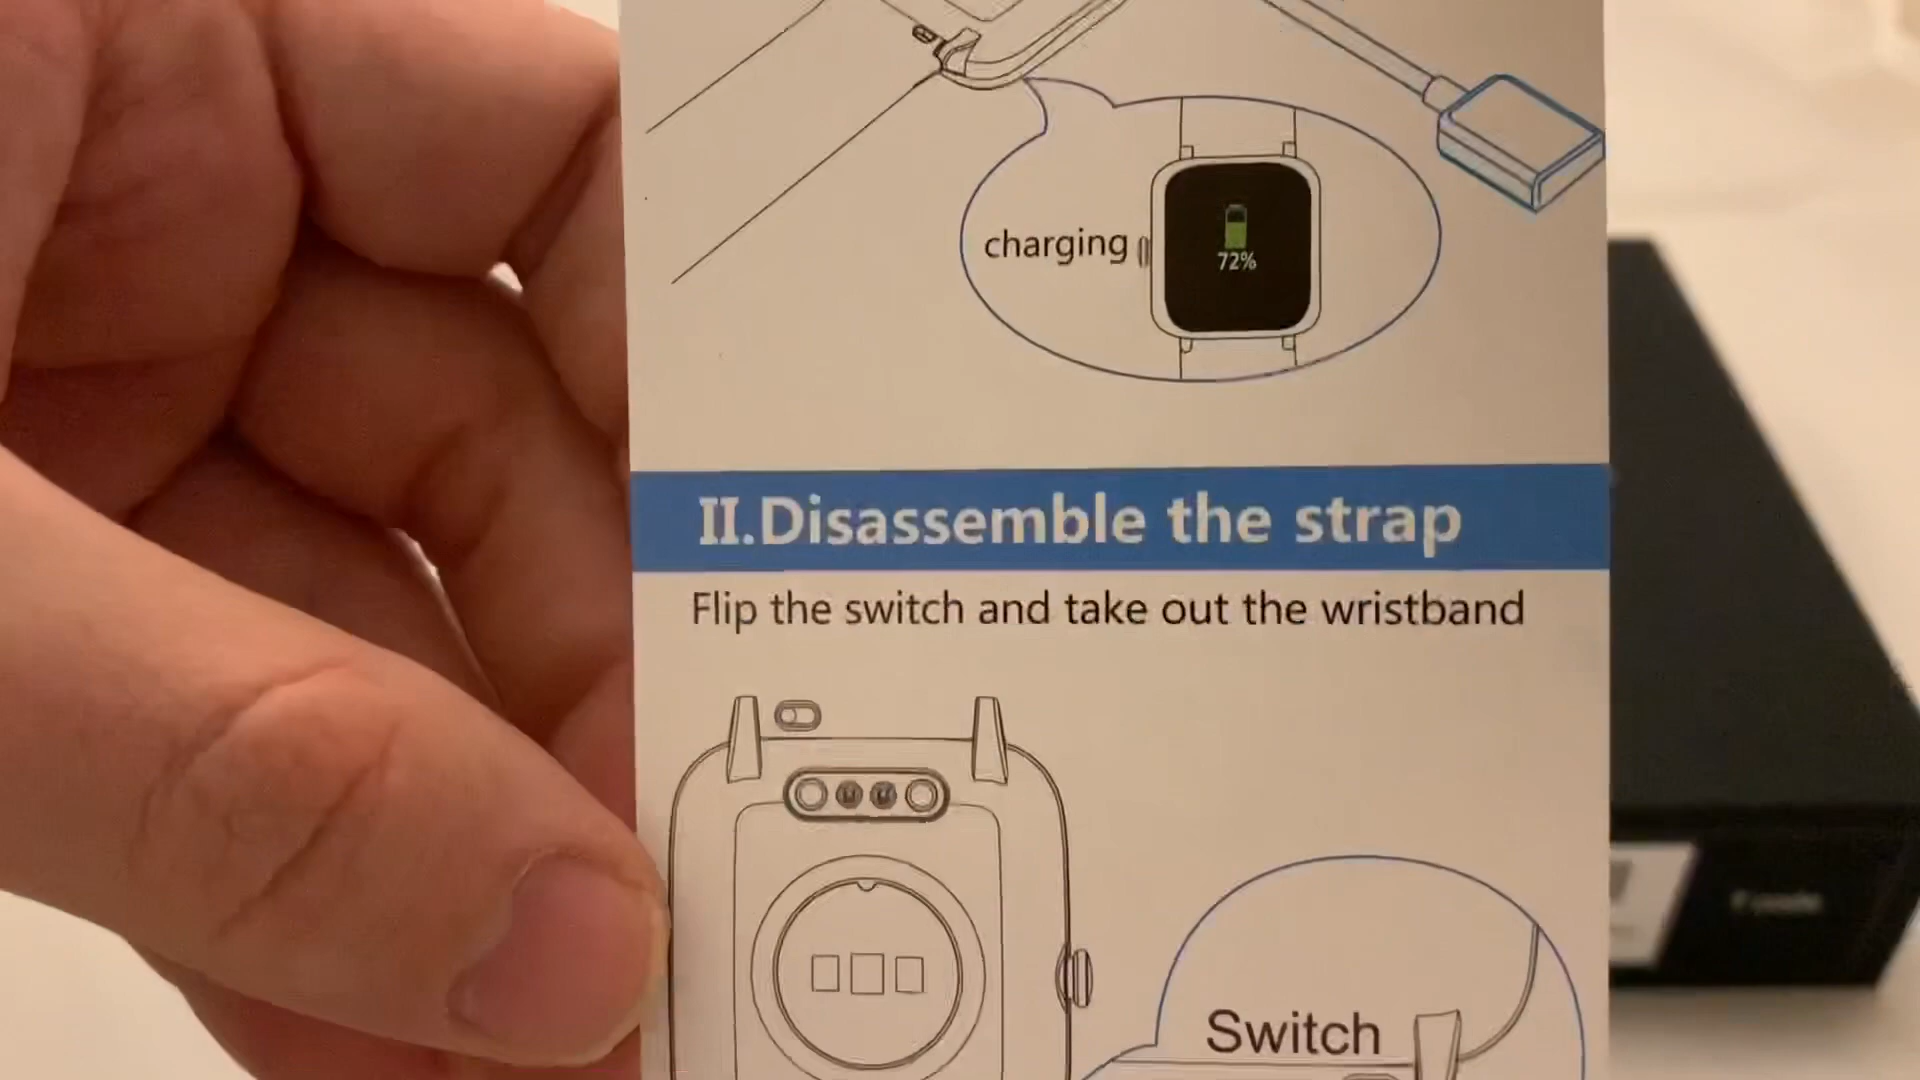 charging
72%
II.Disassemble the strap
Flip the switch and take out the wristband
Switch